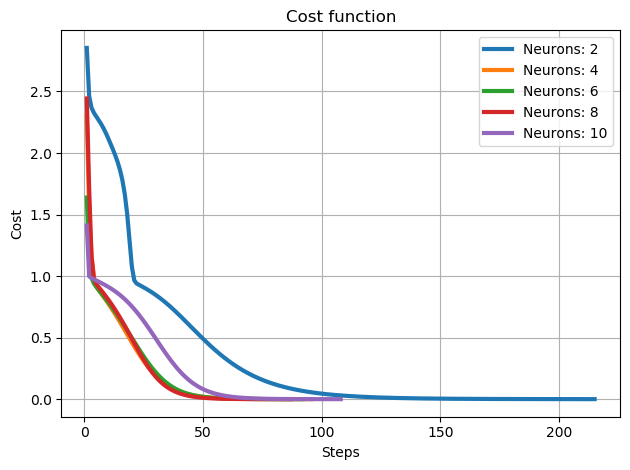 Cost function
Neurons: 2
Neurons: 4
Neurons: 6
Neurons: 8
Neurons: 10
Cost
2.5
2.0
1.5
1.0
0.5
0.0
0 50 100 150 200
Steps